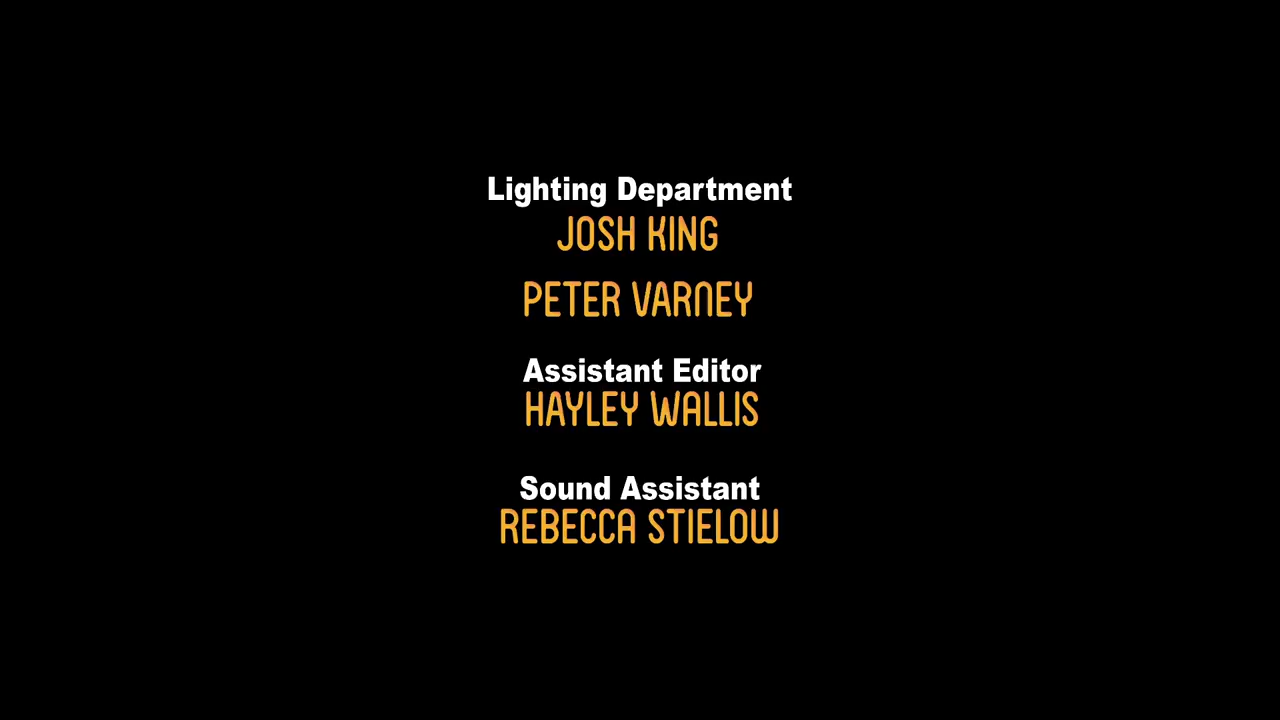 Lighting Department
JOSH KING
PETER VARNEY
Assistant Editor
HAYLEY WALLIS
Sound Assistant
REBECCA STIELOW